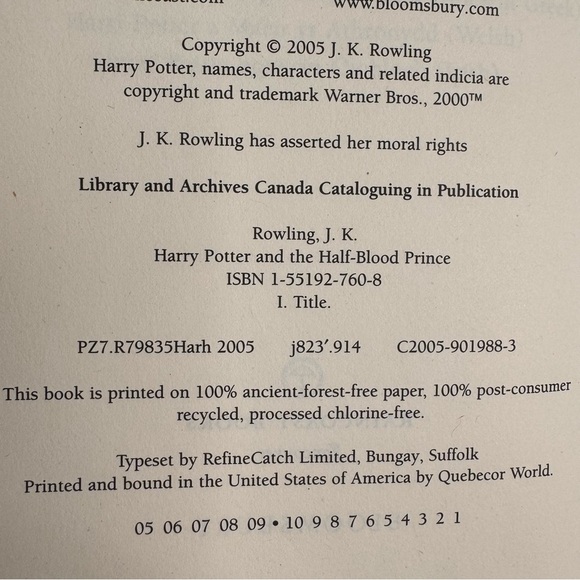 www.bloomsbury.com
Copyright © 2005 J. K. Rowling
Harry Potter, names, characters and related indicia are
copyright and trademark Warner Bros., 2000™
J. K. Rowling has asserted her moral rights
Library and Archives Canada Cataloguing in Publication
Rowling, J. K.
Harry Potter and the Half-Blood Prince
ISBN 1-55192-760-8
I. Title.
PZ7.R79835Harh 2005 j823′.914 C2005-901988-3
This book is printed on 100% ancient-forest-free paper, 100% post-consumer
recycled, processed chlorine-free.
Typeset by RefineCatch Limited, Bungay, Suffolk
Printed and bound in the United States of America by Quebecor World.
05 06 07 08 09 • 10 9 8 7 6 5 4 3 2 1